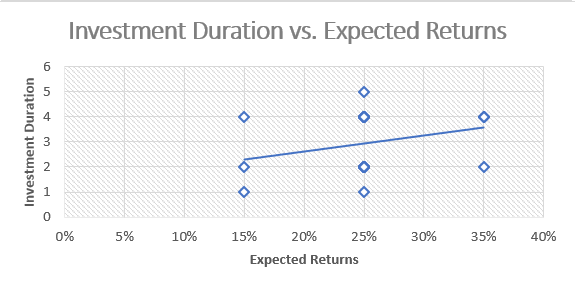 Investment Duration vs. Expected Returns
Investment Duration
6
5
4
3
2
1
0
0% 5% 10% 15% 20% 25% 30% 35% 40%
Expected Returns